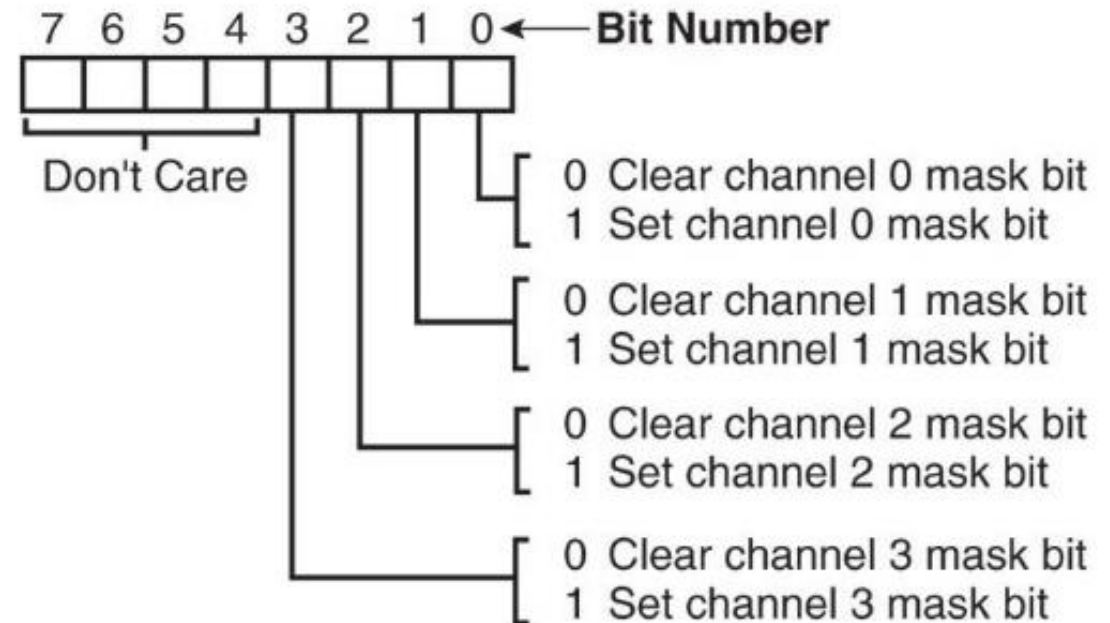 7 6 5 4 3 2 1 0 Bit Number
Don't Care
0 Clear channel 0 mask bit
1 Set channel 0 mask bit
0 Clear channel 1 mask bit
1 Set channel 1 mask bit
0 Clear channel 2 mask bit
1 Set channel 2 mask bit
0 Clear channel 3 mask bit
1 Set channel 3 mask bit